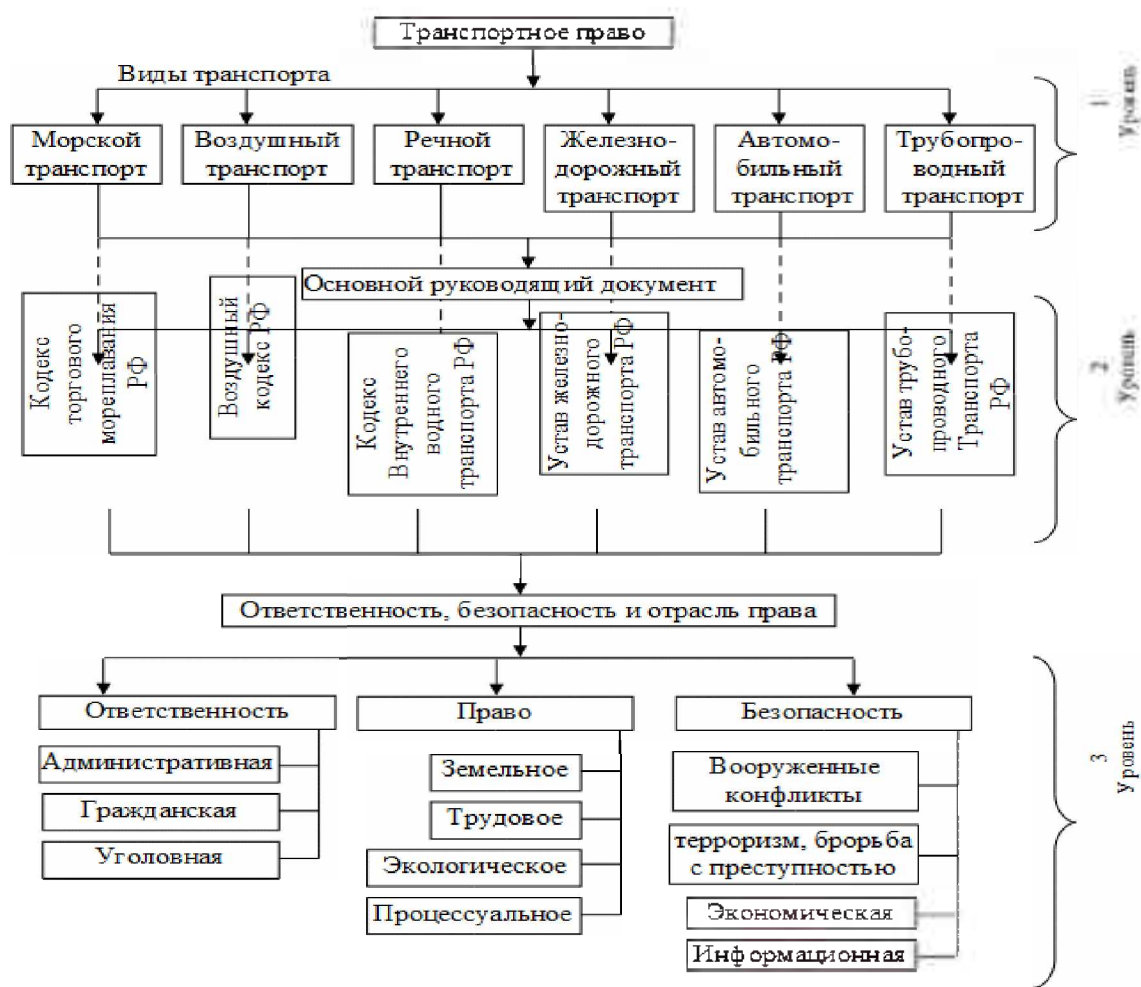 Транспортное право
Виды транспорта
Морской
транспорт
Воздушный
транспорт
Речной
транспорт
Железно-
дорожный
транспорт
Автомо-
бильный
транспорт
Трубопро-
водный
транспорт
1
Уровень
Основной руководящий документ
Кодекс
торгового
мореплавания
РФ
Воздушный
кодекс РФ
Кодекс
Внутреннего
водного
транспорта РФ
Устав железно-
дорожного
транспорта РФ
Устав автомо-
бильного
транспорта РФ
Устав трубо-
проводного
Транспорта
РФ
2
Уровень
Ответственность, безопасность и отрасль права
Ответственность
Административная
Гражданская
Уголовная
Право
Земельное
Трудовое
Экологическое
Процессуальное
Безопасность
Вооруженные
конфликты
терроризм, брорьба
с преступностью
Экономическая
Информационная
3
Уровень